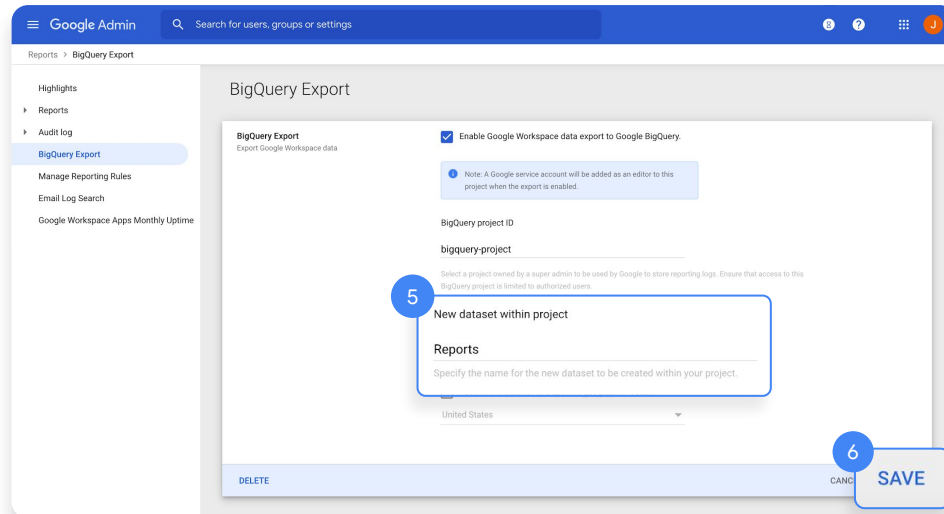 Google Admin
Search for users, groups or settings
8
?
J
Reports > BigQuery Export
Highlights
Reports
Audit log
BigQuery Export
Manage Reporting Rules
Email Log Search
Google Workspace Apps Monthly Uptime
BigQuery Export
BigQuery Export
Export Google Workspace data
Enable Google Workspace data export to Google BigQuery.
Note: A Google service account will be added as an editor to this
project when the export is enabled.
BigQuery project ID
bigquery-project
Select a project owned by a super admin to be used by Google to store reporting logs. Ensure that access to this
BigQuery project is limited to authorized users.
5
New dataset within project
Reports
Specify the name for the new dataset to be created within your project.
United States
DELETE
CANC
6
SAVE